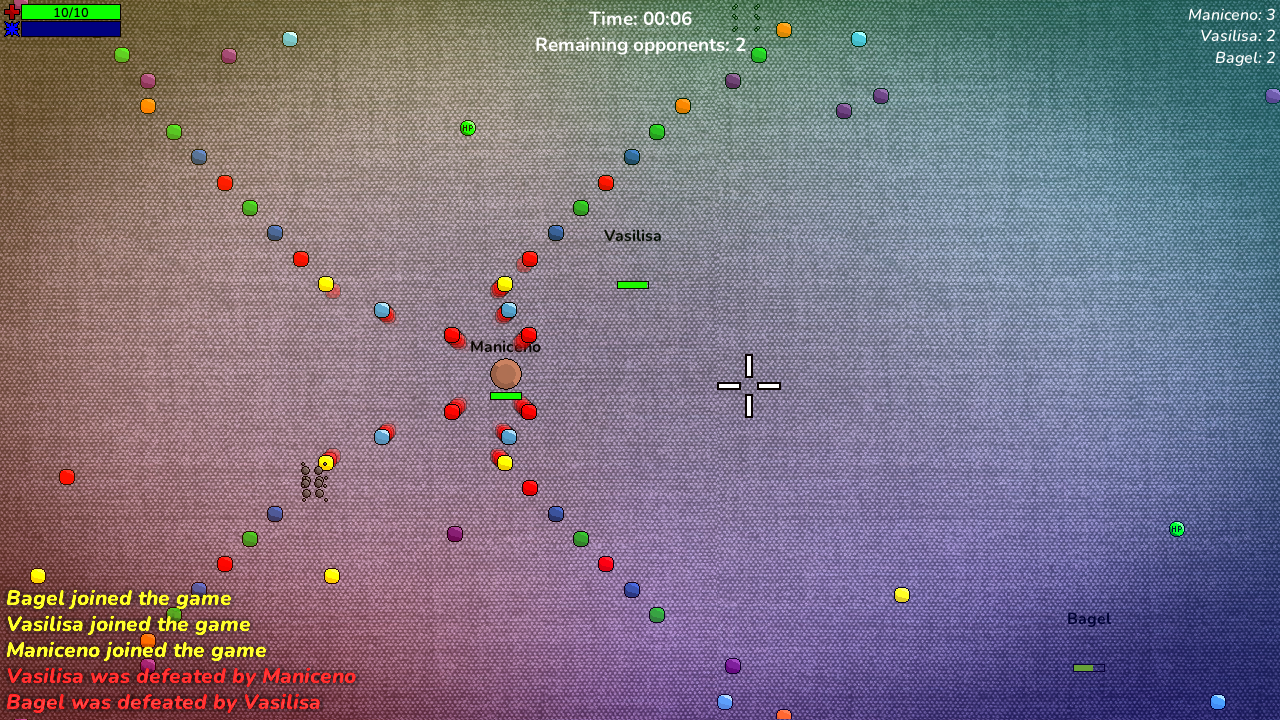 10/10
Time: 00:06
Remaining opponents: 2
Maniceno: 3
Vasilisa: 2
Bagel: 2
HP
Vasilisa
Maniceno
HP
Bagel
Bagel joined the game
Vasilisa joined the game
Maniceno joined the game
Vasilisa was defeated by Maniceno
Bagel was defeated by Vasilisa